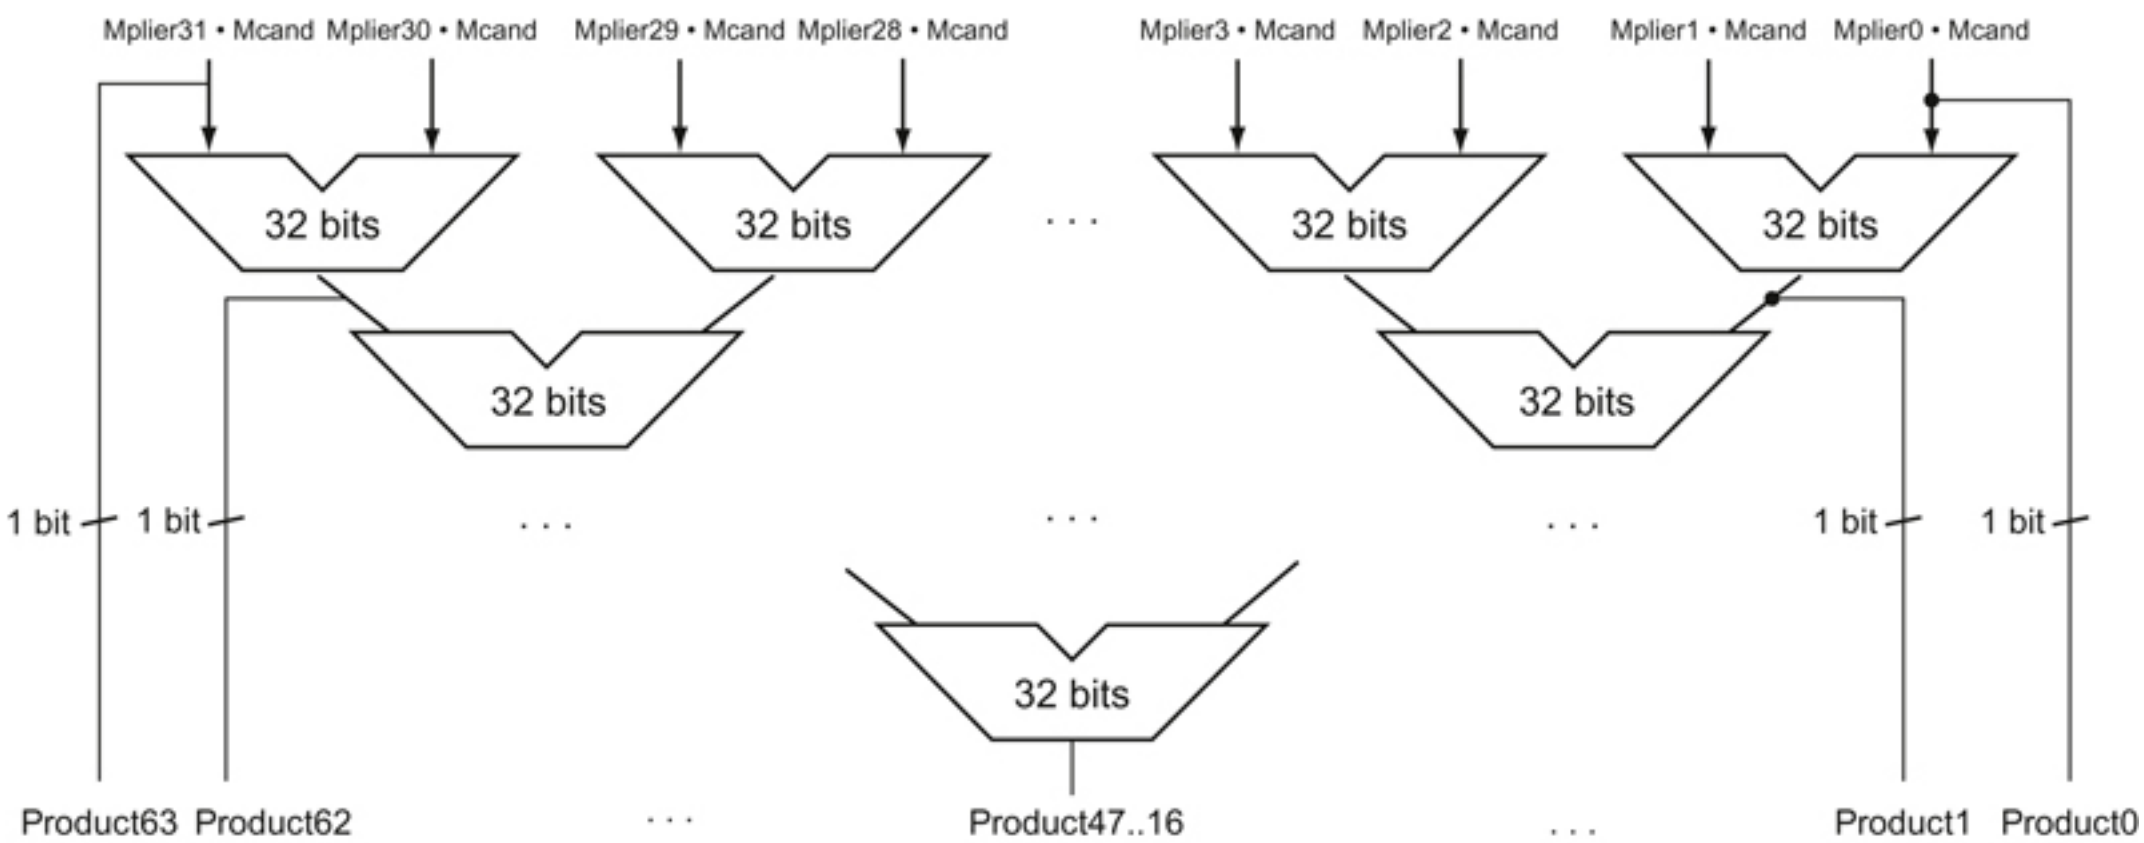 Mplier31 • Mcand Mplier30 • Mcand Mplier29 • Mcand Mplier28 • Mcand Mplier3 • Mcand Mplier2 • Mcand Mplier1 • Mcand Mplier0 • Mcand
32 bits 32 bits . . . 32 bits 32 bits
32 bits 32 bits
1 bit 1 bit . . . . . . . . . 1 bit 1 bit
32 bits
Product63 Product62 . . . Product47..16 . . . Product1 Product0